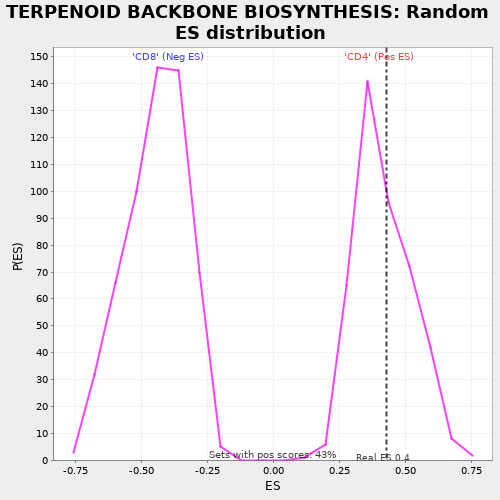 TERPENOID BACKBONE BIOSYNTHESIS: Random
ES distribution
'CD8' (Neg ES)
'CD4' (Pos ES)
150
140
130
120
110
100
90
80
70
60
50
40
30
20
10
0
P(ES)
Sets with pos scores: 43%
Real ES 0.4
-0.75
-0.50
-0.25
0.00
0.25
0.50
0.75
ES